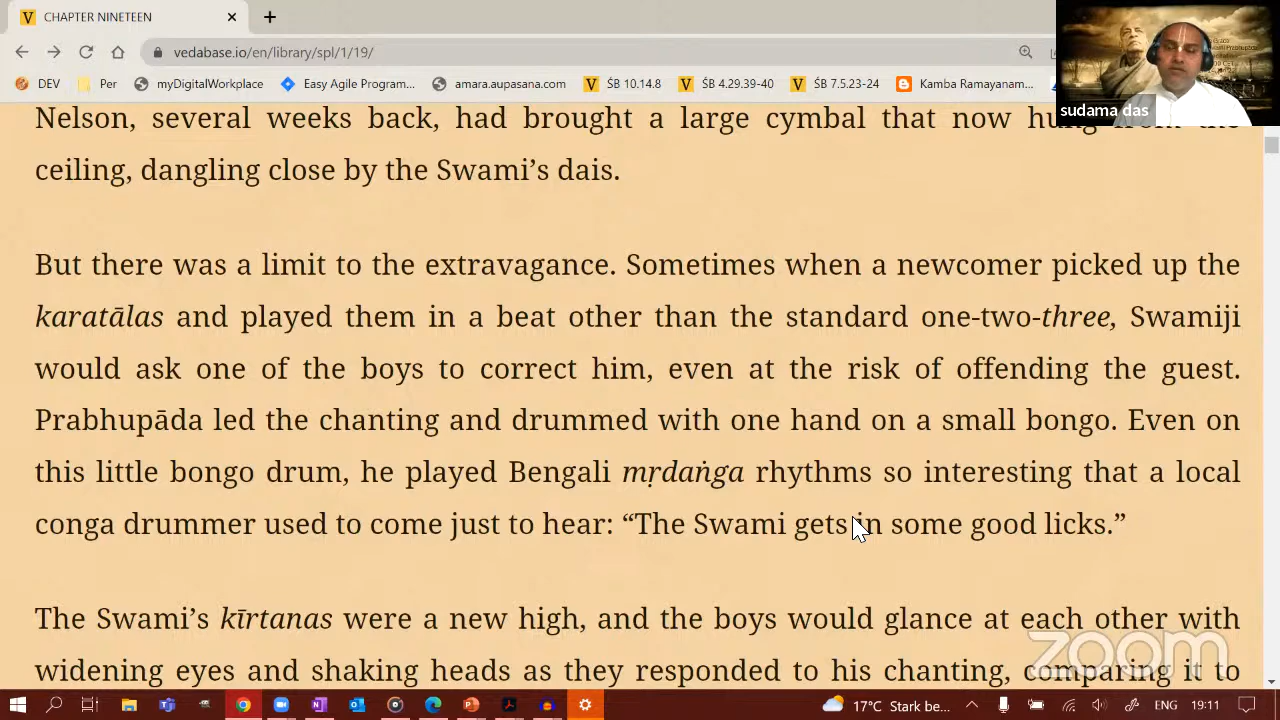 CHAPTER NINETEEN
vedabase.io/en/library/spl/1/19/
DEV
Per
myDigitalWorkplace
Easy Agile Program...
amara.aupasana.com
ŚB 10.14.8
ŚB 4.29.39-40
ŚB 7.5.23-24
Kamba Ramayanam...
sudama das
Nelson, several weeks back, had brought a large cymbal that now hung from the
ceiling, dangling close by the Swami’s dais.
But there was a limit to the extravagance. Sometimes when a newcomer picked up the
karatālas and played them in a beat other than the standard one-two-three, Swamiji
would ask one of the boys to correct him, even at the risk of offending the guest.
Prabhupāda led the chanting and drummed with one hand on a small bongo. Even on
this little bongo drum, he played Bengali mṛdaṅga rhythms so interesting that a local
conga drummer used to come just to hear: “The Swami gets in some good licks.”
The Swami’s kīrtanas were a new high, and the boys would glance at each other with
widening eyes and shaking heads as they responded to his chanting, comparing it to
zoom
17°C Stark be...
ENG
19:11